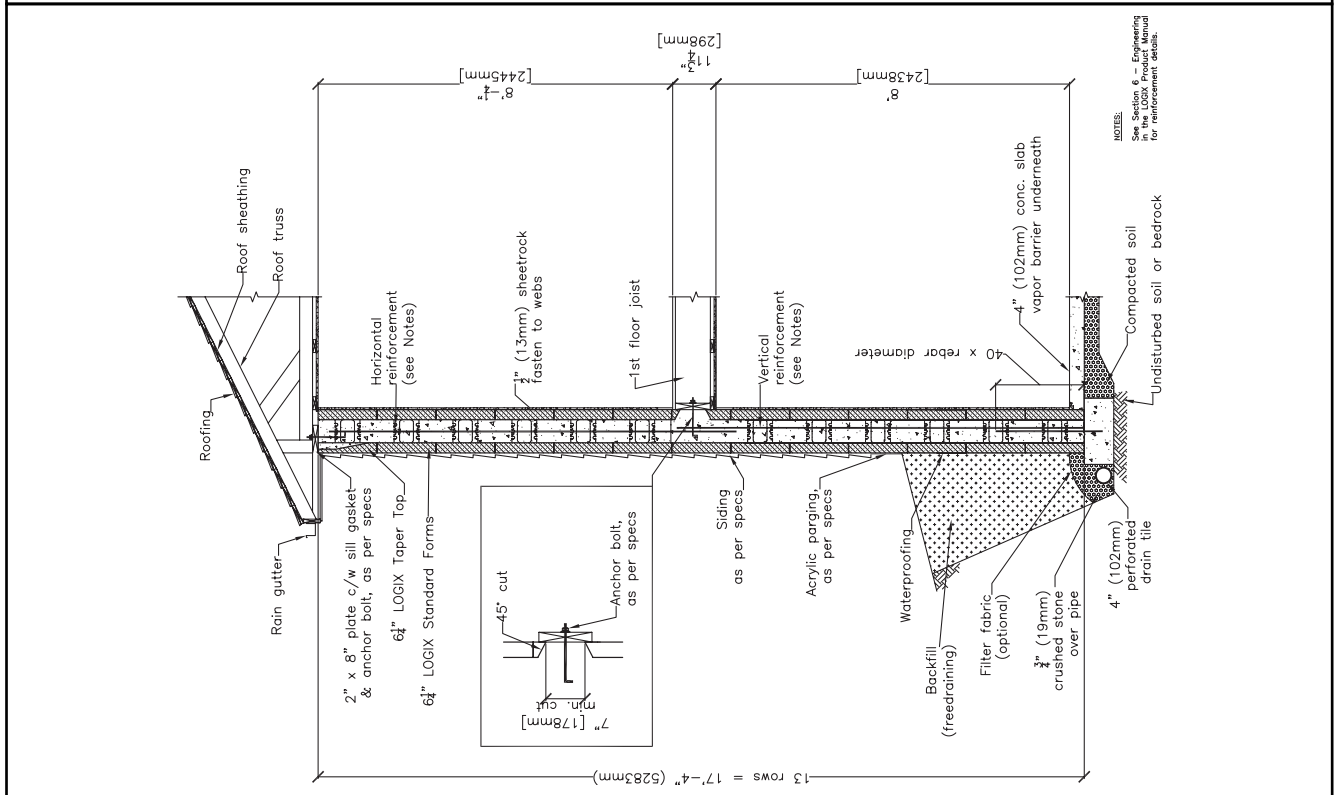 Roofing
Roof sheathing
Roof truss
Rain gutter
2" x 8" plate c/w sill gasket
& anchor bolt, as per specs
6¼" LOGIX Taper Top
6¼" LOGIX Standard Forms
Horizontal
reinforcement
(see Notes)
½" (13mm) sheetrock
fasten to webs
1st floor joist
45° cut
7" [178mm]
min. cut
Anchor bolt,
as per specs
Siding
as per specs
Vertical
reinforcement
(see Notes)
Acrylic parging,
as per specs
Waterproofing
Backfill
(freedraining)
Filter fabric
(optional)
¾" (19mm)
crushed stone
over pipe
4" (102mm)
perforated
drain tile
40 x rebar diameter
4" (102mm) conc. slab
vapor barrier underneath
Compacted soil
Undisturbed soil or bedrock
8'-¼"
[2445mm]
11¾"
[298mm]
8'
[2438mm]
13 rows = 17'-4" (5283mm)
NOTES:
See Section 6 – Engineering
in the LOGIX Product Manual
for reinforcement details.